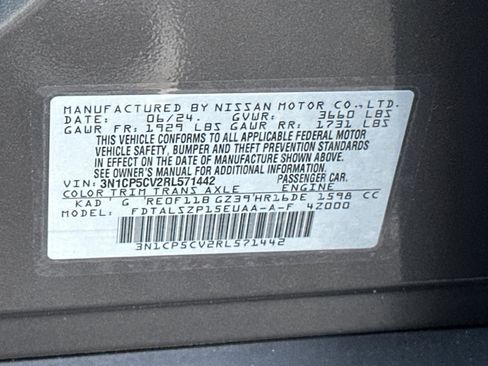 MANUFACTURED BY NISSAN MOTOR CO., LTD.
DATE: 06/24. GVWR: 3660 LBS
GAWR FR: 1929 LBS GAWR RR: 1731 LBS
THIS VEHICLE CONFORMS TO ALL APPLICABLE FEDERAL MOTOR
VEHICLE SAFETY, BUMPER, AND THEFT PREVENTION STANDARDS
IN EFFECT ON THE DATE OF MANUFACTURE SHOWN ABOVE.
SEE OWNER'S MANUAL FOR ADDITIONAL INFORMATION.
VIN: 3N1CP5CV2RL571442 PASSENGER CAR.
COLOR TRIM TRANS AXLE ENGINE
KAD G RE0F11B GZ39 HR16DE 1598 CC
MODEL: FDTALSZP15EUAA-A-F 4Z000
3N1CP5CV2RL571442